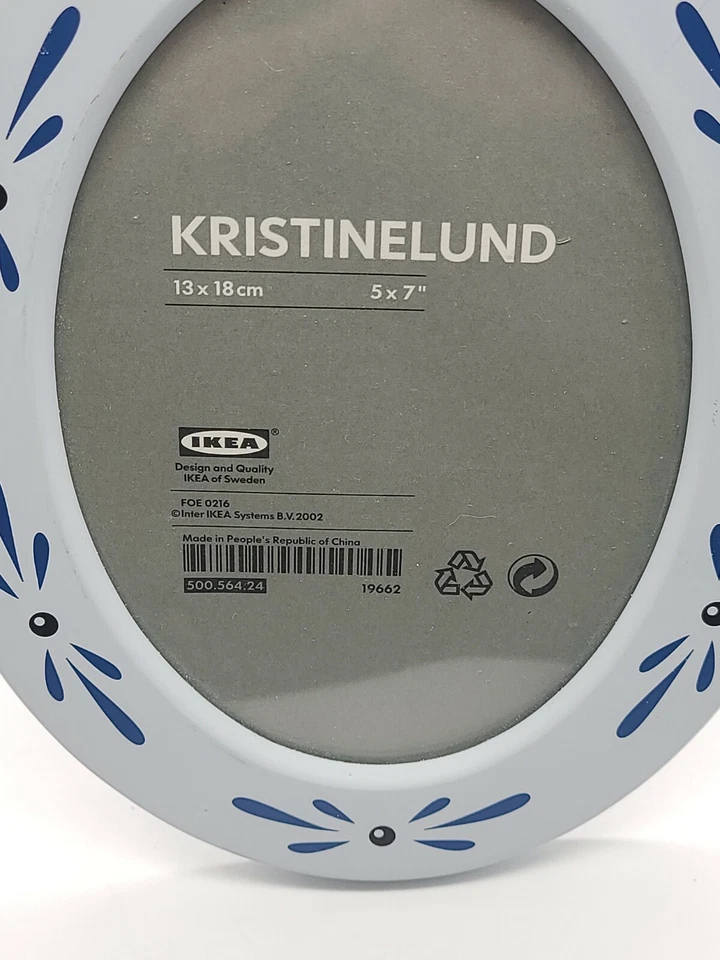 KRISTINELUND
13 x 18 cm 5 x 7"
IKEA®
Design and Quality
IKEA of Sweden
FOE 0216
©Inter IKEA Systems B.V. 2002
Made in People's Republic of China
500.564.24 19662